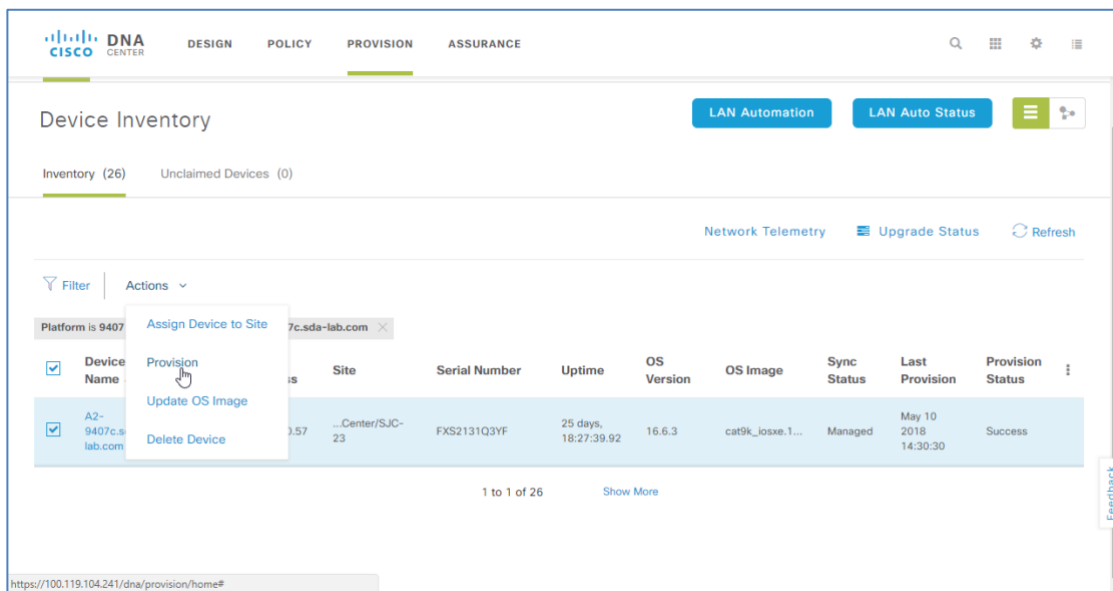 CISCO DNA CENTER DESIGN POLICY PROVISION ASSURANCE
Device Inventory LAN Automation LAN Auto Status
Inventory (26) Unclaimed Devices (0)
Network Telemetry Upgrade Status Refresh
Filter Actions
Assign Device to Site
Platform is 9407 7c.sda-lab.com
Provision
Device Name ss Site Serial Number Uptime OS Version OS Image Sync Status Last Provision Provision Status
Update OS Image
A2-
9407c.s 0.57 ...Center/SJC-23 FXS2131Q3YF 25 days, 18:27:39.92 16.6.3 cat9k_iosxe.1... Managed May 10 2018 14:30:30 Success
lab.com
Delete Device
1 to 1 of 26 Show More
Feedback
https://100.119.104.241/dna/provision/home#